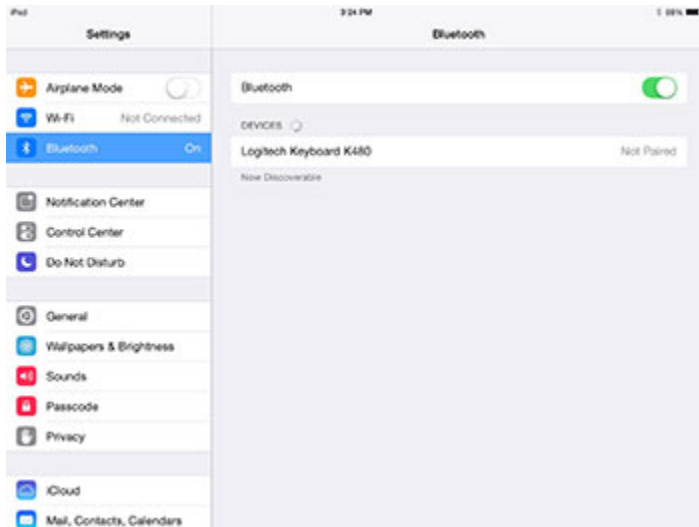 iPad 3:24 PM 88%
Settings Bluetooth
Airplane Mode
Wi-Fi Not Connected
Bluetooth On
Notification Center
Control Center
Do Not Disturb
General
Wallpapers & Brightness
Sounds
Passcode
Privacy
iCloud
Mail, Contacts, Calendars
Bluetooth
DEVICES
Logitech Keyboard K480 Not Paired
Now Discoverable